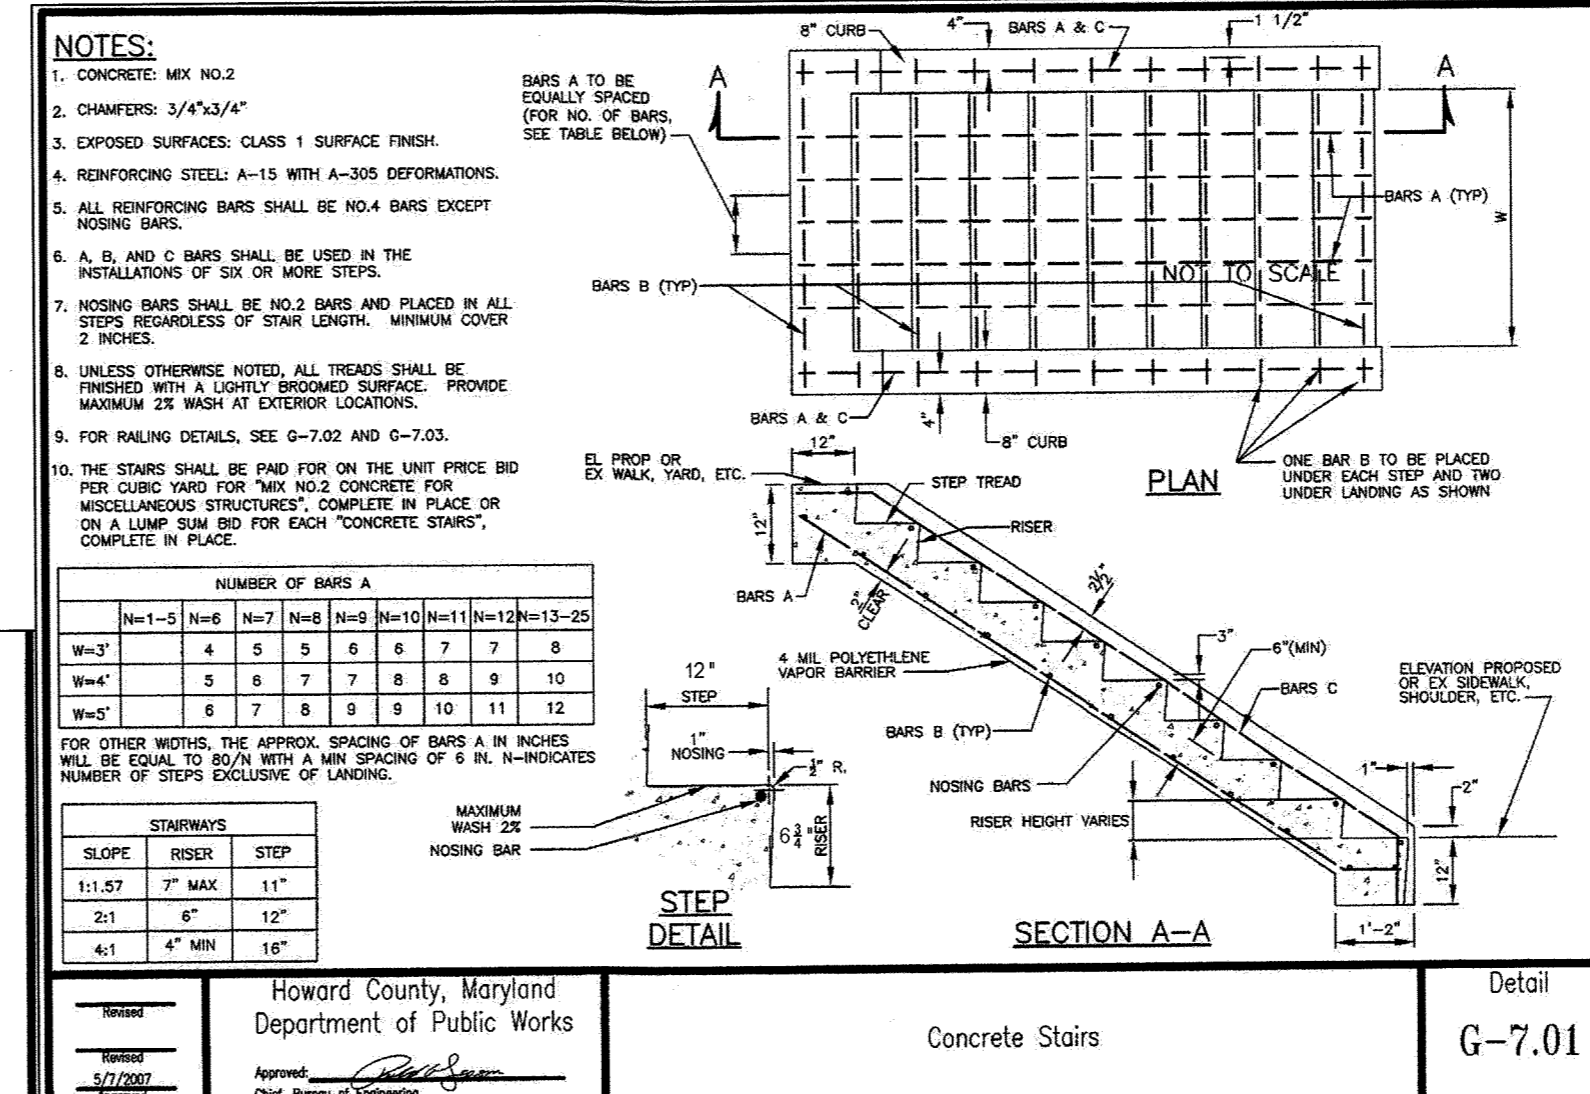 NOTES:
1. CONCRETE: MIX NO.2
2. CHAMFERS: 3/4"x3/4"
3. EXPOSED SURFACES: CLASS 1 SURFACE FINISH.
4. REINFORCING STEEL: A-15 WITH A-305 DEFORMATIONS.
5. ALL REINFORCING BARS SHALL BE NO.4 BARS EXCEPT
NOSING BARS.
6. A, B, AND C BARS SHALL BE USED IN THE
INSTALLATIONS OF SIX OR MORE STEPS.
7. NOSING BARS SHALL BE NO.2 BARS AND PLACED IN ALL
STEPS REGARDLESS OF STAIR LENGTH. MINIMUM COVER
2 INCHES.
8. UNLESS OTHERWISE NOTED, ALL TREADS SHALL BE
FINISHED WITH A LIGHTLY BROOMED SURFACE. PROVIDE
MAXIMUM 2% WASH AT EXTERIOR LOCATIONS.
9. FOR RAILING DETAILS, SEE G-7.02 AND G-7.03.
10. THE STAIRS SHALL BE PAID FOR ON THE UNIT PRICE BID
PER CUBIC YARD FOR "MIX NO.2 CONCRETE FOR
MISCELLANEOUS STRUCTURES", COMPLETE IN PLACE OR
ON A LUMP SUM BID FOR EACH "CONCRETE STAIRS",
COMPLETE IN PLACE.
NUMBER OF BARS A
N=1-5 N=6 N=7 N=8 N=9 N=10 N=11 N=12 N=13-25
W=3' 4 5 5 6 6 7 7 8
W=4' 5 6 7 7 8 8 9 10
W=5' 6 7 8 9 9 10 11 12
FOR OTHER WIDTHS, THE APPROX. SPACING OF BARS A IN INCHES
WILL BE EQUAL TO 80/N WITH A MIN SPACING OF 6 IN. N-INDICATES
NUMBER OF STEPS EXCLUSIVE OF LANDING.
STAIRWAYS
SLOPE RISER STEP
1:1.57 7" MAX 11"
2:1 6" 12"
4:1 4" MIN 16"
8" CURB
4"
BARS A & C
1 1/2"
A
A
BARS A TO BE
EQUALLY SPACED
(FOR NO. OF BARS,
SEE TABLE BELOW)
BARS A (TYP)
W
NOT TO SCALE
BARS B (TYP)
BARS A & C
4"
8" CURB
PLAN
ONE BAR B TO BE PLACED
UNDER EACH STEP AND TWO
UNDER LANDING AS SHOWN
EL PROP OR
EX WALK, YARD, ETC.
12"
STEP TREAD
RISER
12"
BARS A
2"
CLEAR
2½"
4 MIL POLYETHLENE
VAPOR BARRIER
3"
6"(MIN)
BARS C
ELEVATION PROPOSED
OR EX SIDEWALK,
SHOULDER, ETC.
BARS B (TYP)
NOSING BARS
RISER HEIGHT VARIES
1"
2"
12"
1'-2"
SECTION A-A
12"
STEP
1"
NOSING
½" R.
MAXIMUM
WASH 2%
NOSING BAR
6¾"
RISER
STEP
DETAIL
Revised
Revised
5/7/2007
Howard County, Maryland
Department of Public Works
Approved:
Chief, Bureau of Engineering
Concrete Stairs
Detail
G-7.01